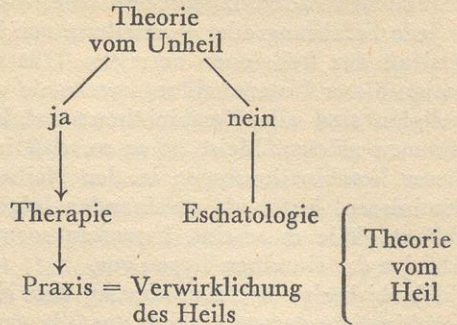 Theorie
vom Unheil
ja nein
Therapie Eschatologie
Theorie
vom
Heil
Praxis = Verwirklichung
des Heils